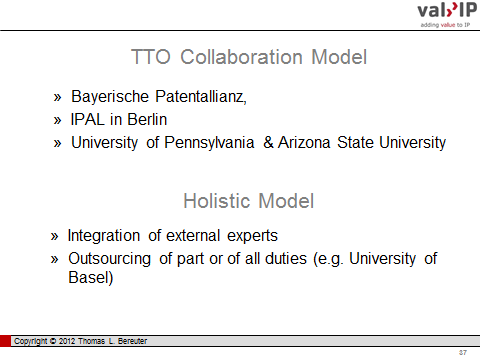 val IP
adding value to IP
TTO Collaboration Model
» Bayerische Patentallianz,
» IPAL in Berlin
» University of Pennsylvania & Arizona State University
Holistic Model
» Integration of external experts
» Outsourcing of part or of all duties (e.g. University of
Basel)
Copyright © 2012 Thomas L. Bereuter
37